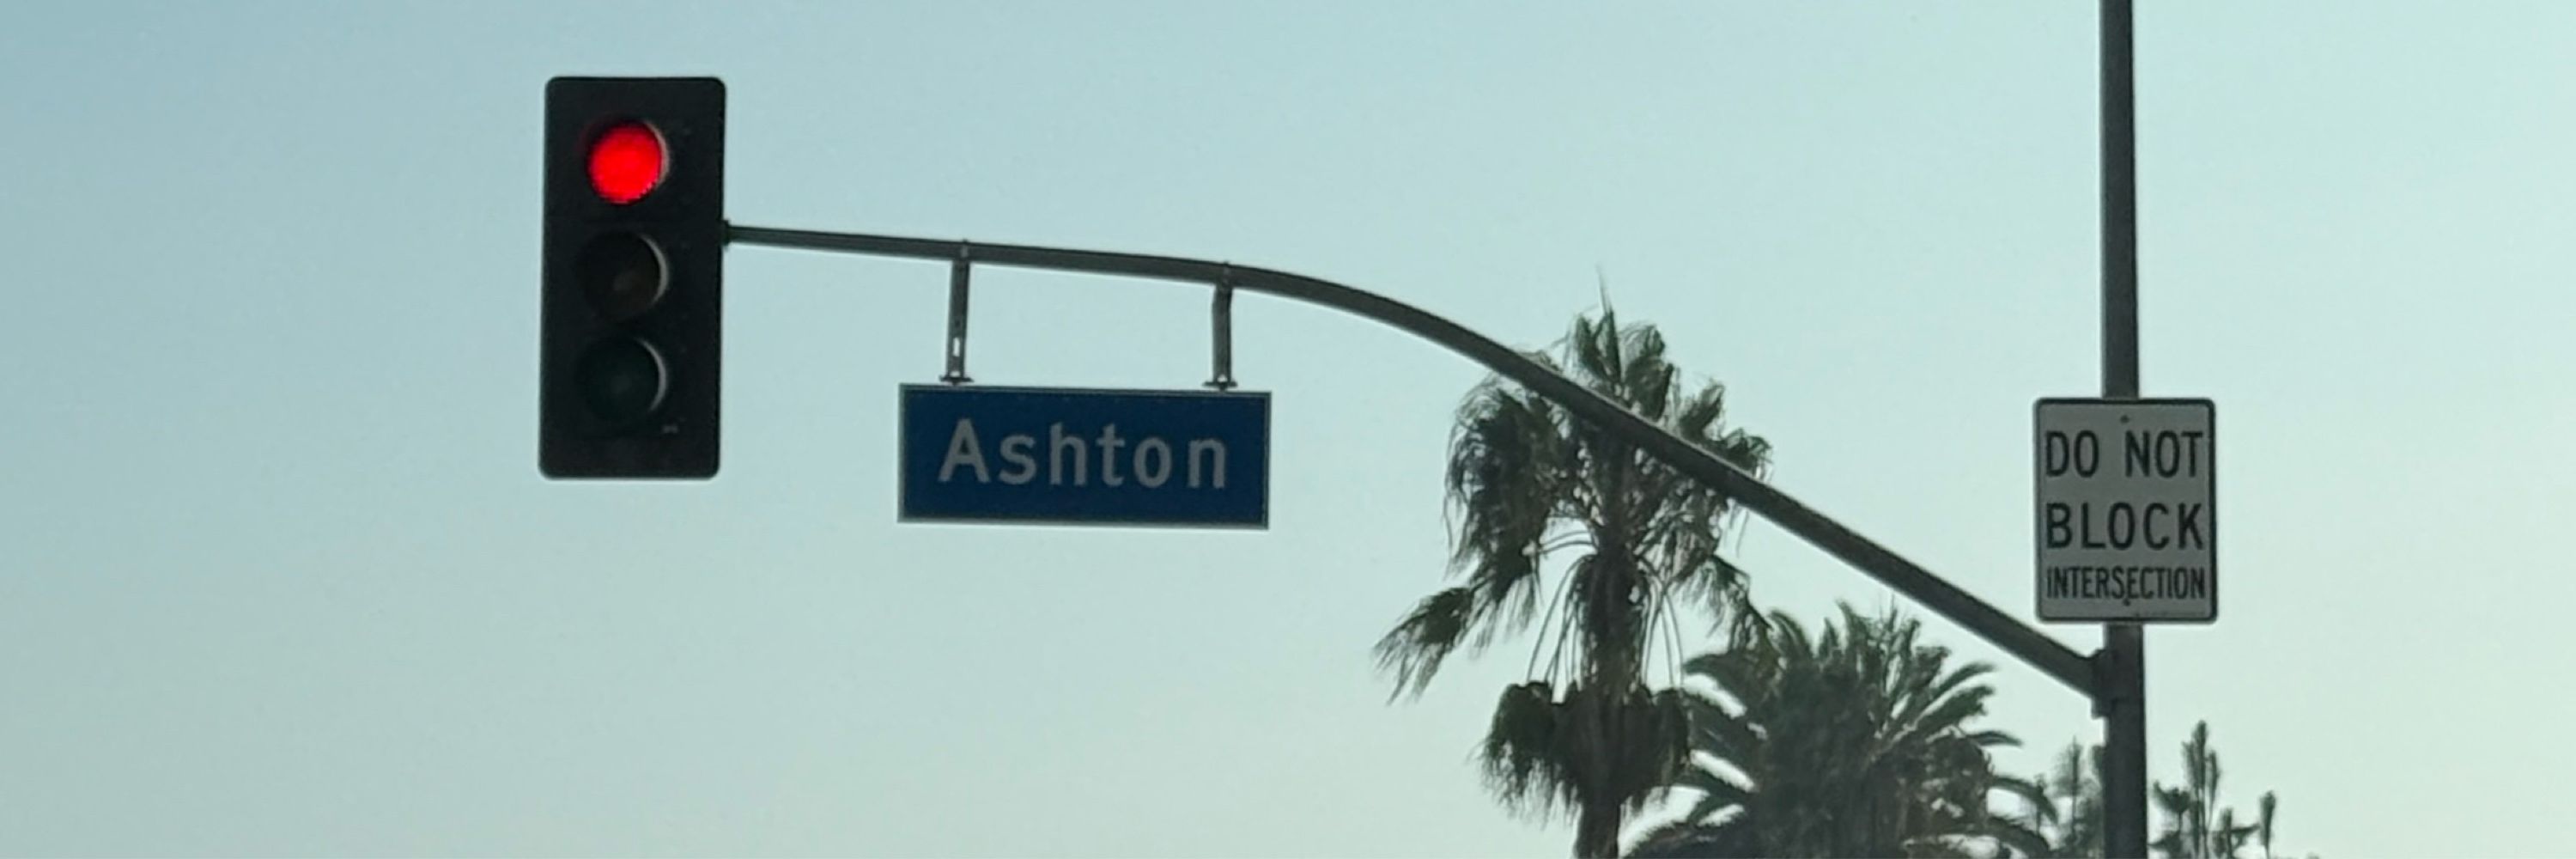 Ashton
DO NOT
BLOCK
INTERSECTION